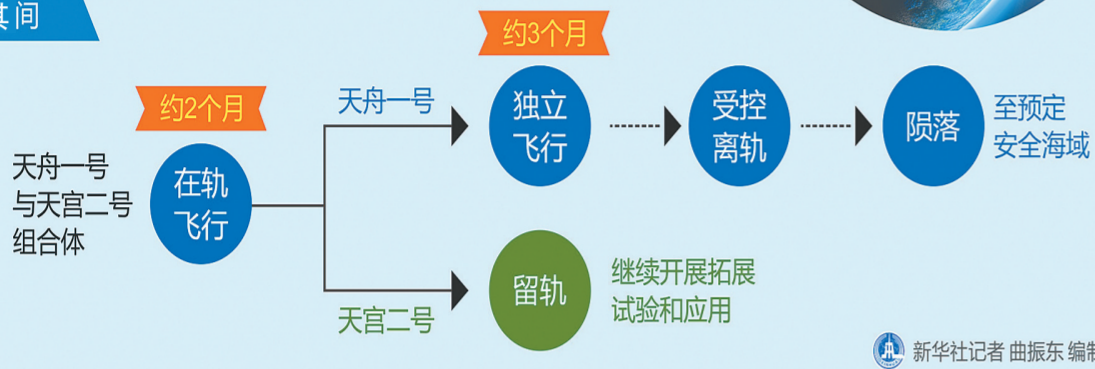 其间
约3个月
约2个月
天舟一号
与天宫二号
组合体
在轨
飞行
天舟一号
独立
飞行
受控
离轨
陨落
至预定
安全海域
天宫二号
留轨
继续开展拓展
试验和应用
新华社记者 曲振东 编制